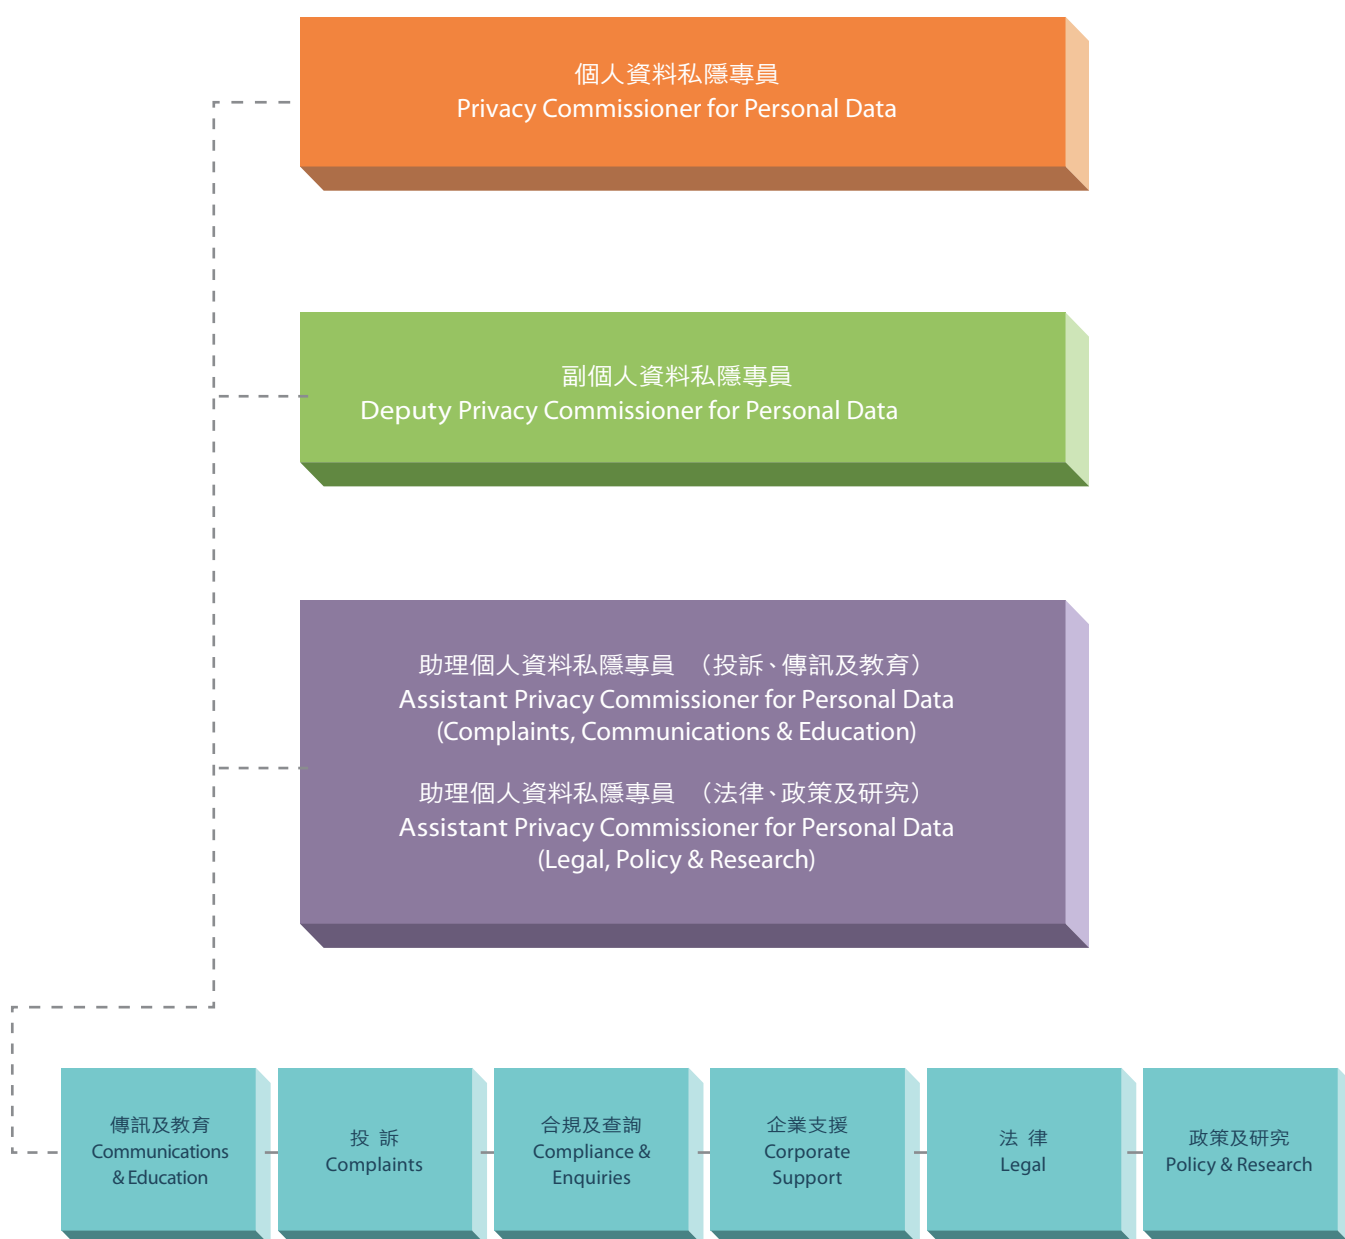 個人資料私隱專員
Privacy Commissioner for Personal Data
副個人資料私隱專員
Deputy Privacy Commissioner for Personal Data
助理個人資料私隱專員 （投訴、傳訊及教育）
Assistant Privacy Commissioner for Personal Data
(Complaints, Communications & Education)
助理個人資料私隱專員 （法律、政策及研究）
Assistant Privacy Commissioner for Personal Data
(Legal, Policy & Research)
傳訊及教育
Communications
& Education
投 訴
Complaints
合規及查詢
Compliance &
Enquiries
企業支援
Corporate
Support
法 律
Legal
政策及研究
Policy & Research